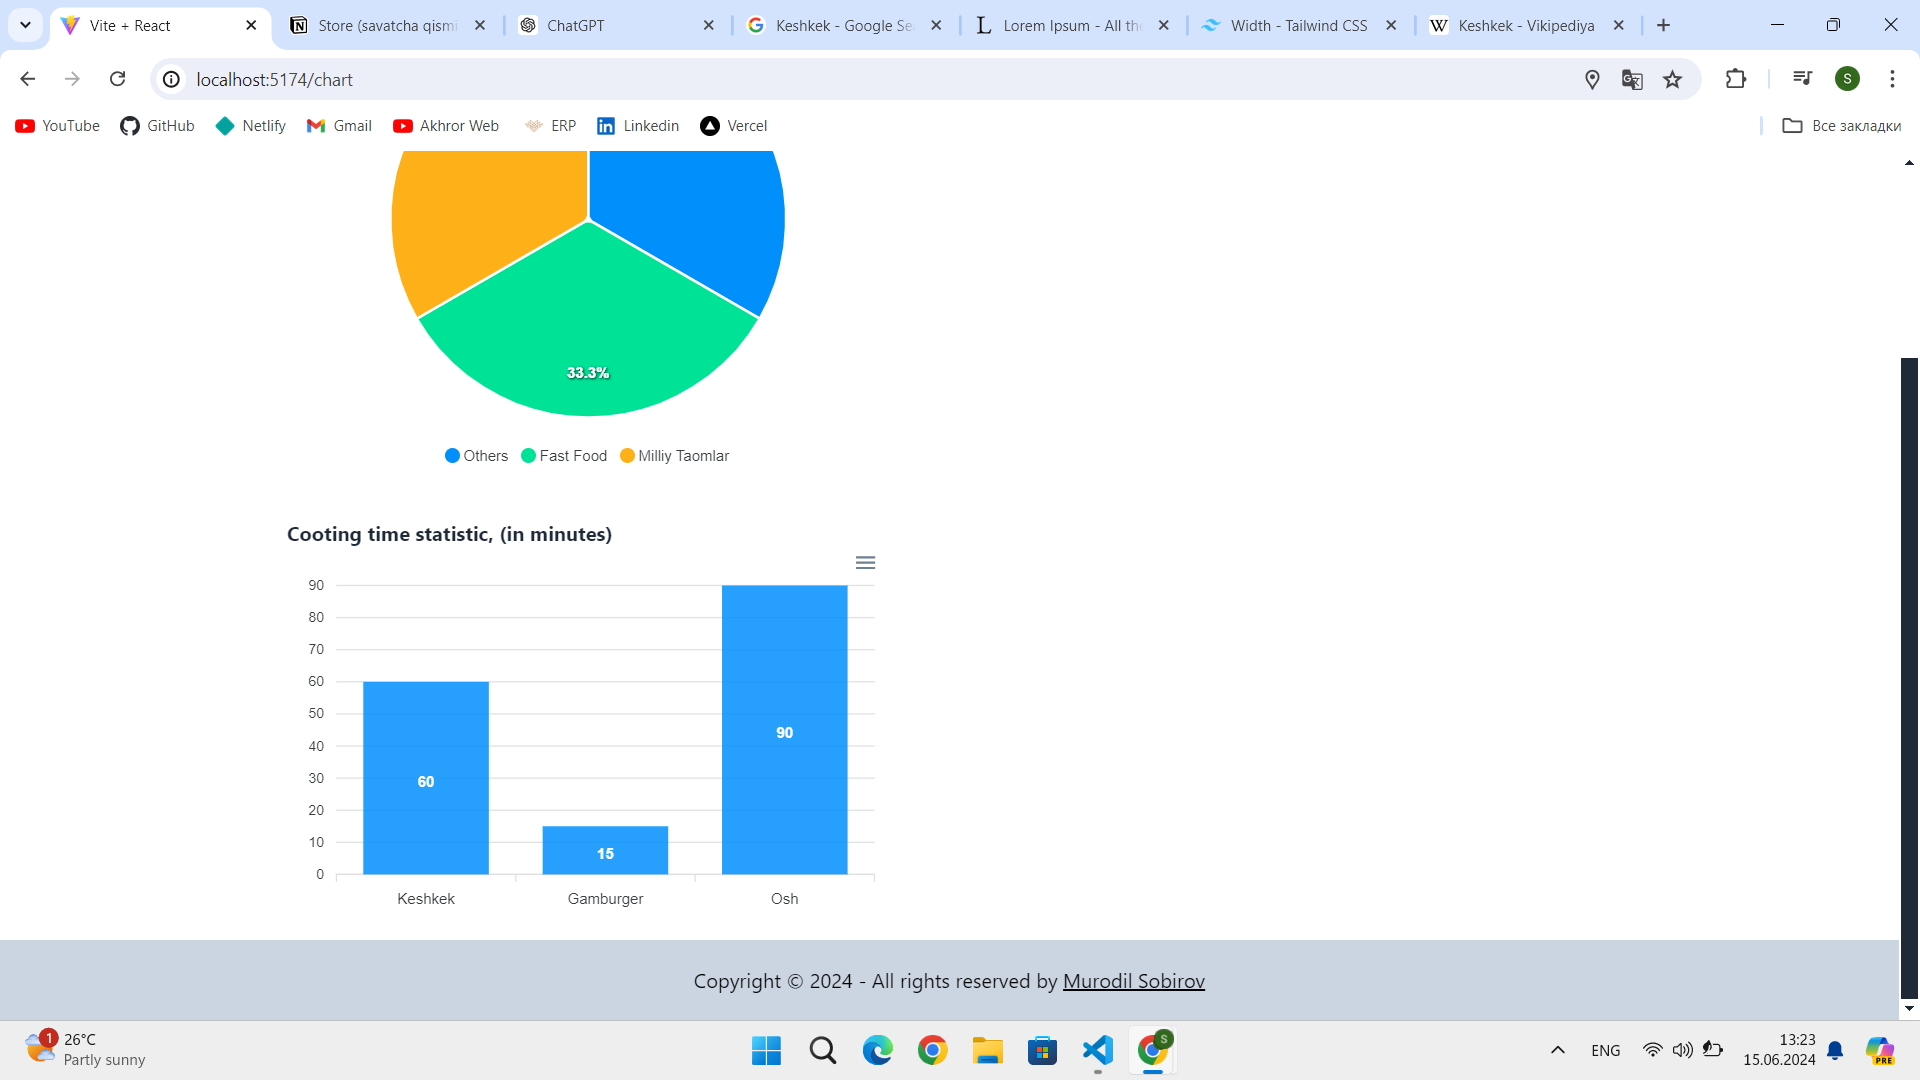 Vite + React
Store (savatcha qismi
ChatGPT
Keshkek - Google Se
Lorem Ipsum - All the
Width - Tailwind CSS
Keshkek - Vikipediya
localhost:5174/chart
S
YouTube
GitHub
Netlify
Gmail
Akhror Web
ERP
Linkedin
Vercel
Все закладки
33.3%
Others
Fast Food
Milliy Taomlar
Cooting time statistic, (in minutes)
90
80
70
60
50
40
30
20
10
0
60
15
90
Keshkek
Gamburger
Osh
Copyright © 2024 - All rights reserved by Murodil Sobirov
1
26°C
Partly sunny
S
ENG
13:23
15.06.2024
PRE